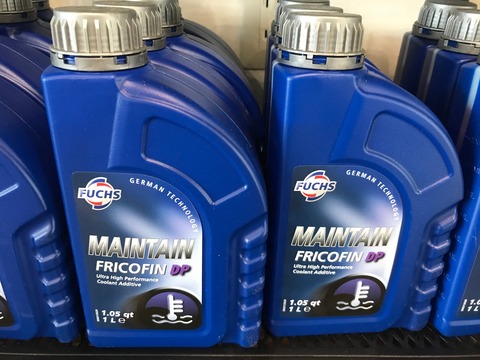 FUCHS
GERMAN TECHNOLOGY
MAINTAIN
FRICOFIN DP
Ultra High Performance
Coolant Additive
1.05 qt
1 L e
FUCHS
GERMAN TECHNOLOGY
MAINTAIN
FRICOFIN DP
Ultra High Performance
Coolant Additive
1.05 qt
1 L e